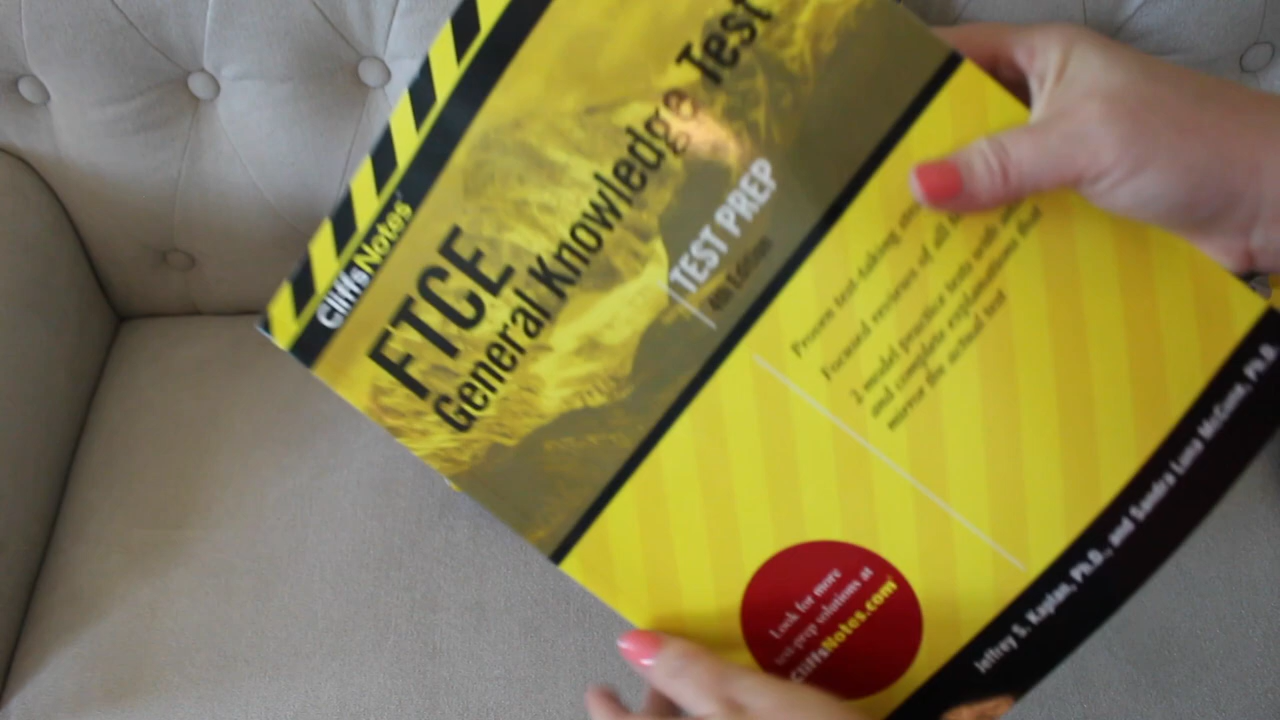 CliffsNotes
FTCE
General Knowledge Test
TEST PREP
4th Edition
Proven test-taking
Focused reviews of all
2 model practice tests with
and complete explanations that
mirror the actual test
Look for more
test-prep solutions at
CliffsNotes.com
Jeffrey S. Kaplan, Ph.D., and Sandra Luna McCune, Ph.D.